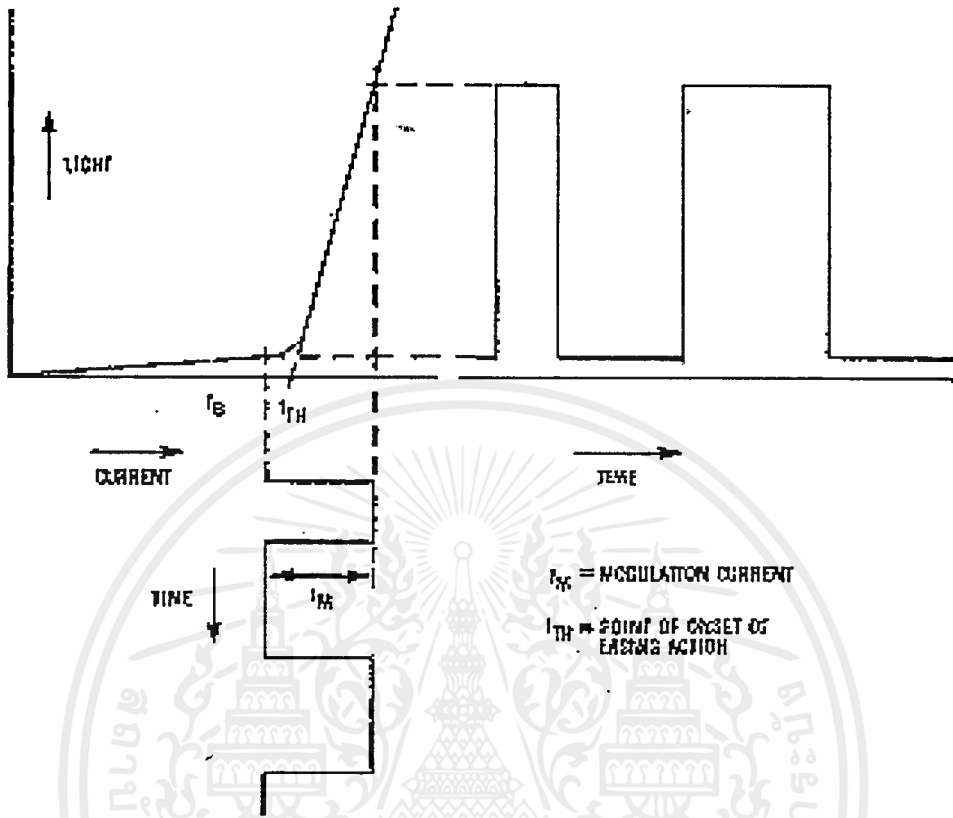 LIGHT
I_B
I_TH
CURRENT
TIME
TIME
I_M
I_M = MODULATION CURRENT
I_TH = POINT OF ONSET OF
LASING ACTION